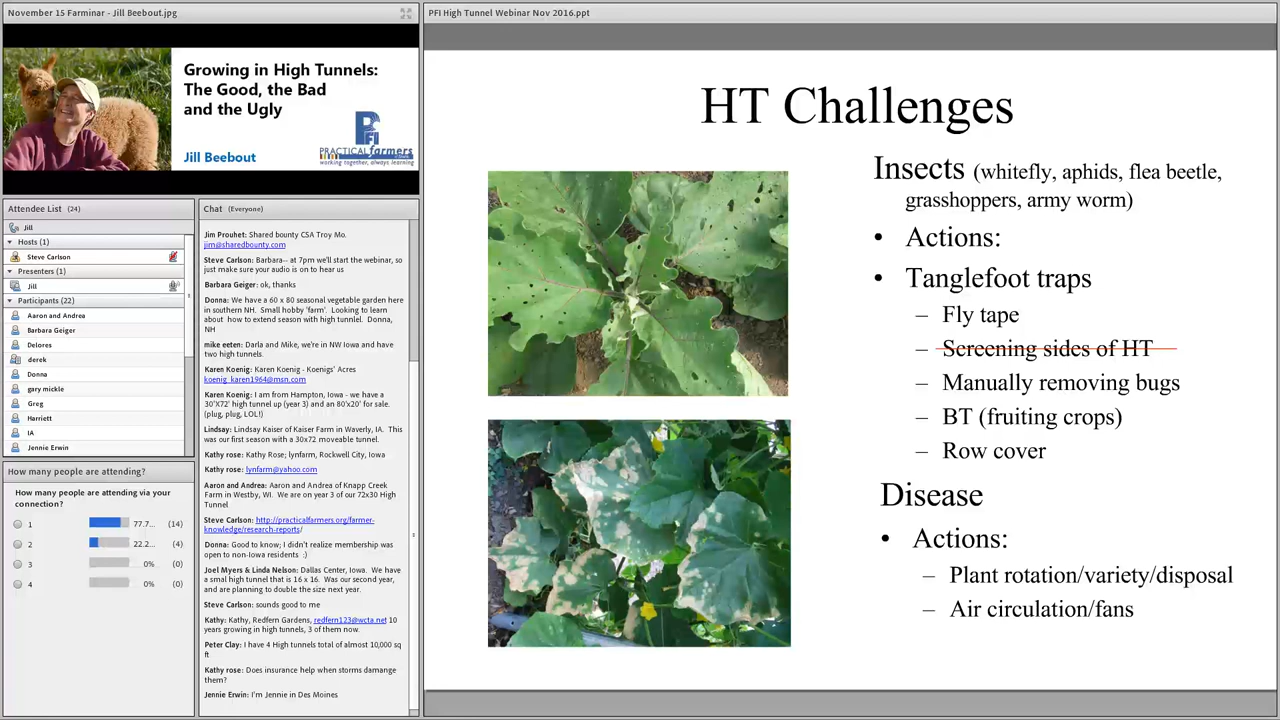 November 15 Farminar - Jill Beebout.jpg
Growing in High Tunnels:
The Good, the Bad
and the Ugly
Jill Beebout
PFI
PRACTICAL farmers
working together, always learning
Attendee List (24)
Jill
Hosts (1)
Steve Carlson
Presenters (1)
Jill
Participants (22)
Aaron and Andrea
Barbara Geiger
Delores
derek
Donna
gary mickle
Greg
Harriett
IA
Jennie Erwin
How many people are attending?
How many people are attending via your
connection?
1 77.7... (14)
2 22.2... (4)
3 0% (0)
4 0% (0)
Chat (Everyone)
Jim Prouhet: Shared bounty CSA Troy Mo.
jim@sharedbounty.com
Steve Carlson: Barbara-- at 7pm we'll start the webinar, so
just make sure your audio is on to hear us
Barbara Geiger: ok, thanks
Donna: We have a 60 x 80 seasonal vegetable garden here
in southern NH. Small hobby 'farm'. Looking to learn
about how to extend season with high tunnel. Donna,
NH
mike eeten: Darla and Mike, we're in NW Iowa and have
two high tunnels.
Karen Koenig: Karen Koenig - Koenigs' Acres
koenig_karen1964@msn.com
Karen Koenig: I am from Hampton, Iowa - we have a
30'X72' high tunnel up (year 3) and an 80'x20' for sale.
(plug, plug, LOL!)
Lindsay: Lindsay Kaiser of Kaiser Farm in Waverly, IA. This
was our first season with a 30x72 moveable tunnel.
Kathy rose: Kathy Rose; lynfarm, Rockwell City, Iowa
Kathy rose: lynfarm@yahoo.com
Aaron and Andrea: Aaron and Andrea of Knapp Creek
Farm in Westby, WI. We are on year 3 of our 72x30 High
Tunnel
Steve Carlson: http://practicalfarmers.org/farmer-
knowledge/research-reports/
Donna: Good to know; I didn't realize membership was
open to non-Iowa residents :)
Joel Myers & Linda Nelson: Dallas Center, Iowa. We have
a smal high tunnel that is 16 x 16. Was our second year,
and are planning to double the size next year.
Steve Carlson: sounds good to me
Kathy: Kathy, Redfern Gardens, redfern123@wcta.net 10
years growing in high tunnels, 3 of them now.
Peter Clay: I have 4 High tunnels total of almost 10,000 sq
ft
Kathy rose: Does insurance help when storms damange
them?
Jennie Erwin: I'm Jennie in Des Moines
PFI High Tunnel Webinar Nov 2016.ppt
HT Challenges
Insects (whitefly, aphids, flea beetle,
grasshoppers, army worm)
• Actions:
• Tanglefoot traps
– Fly tape
– Screening sides of HT
– Manually removing bugs
– BT (fruiting crops)
– Row cover
Disease
• Actions:
– Plant rotation/variety/disposal
– Air circulation/fans